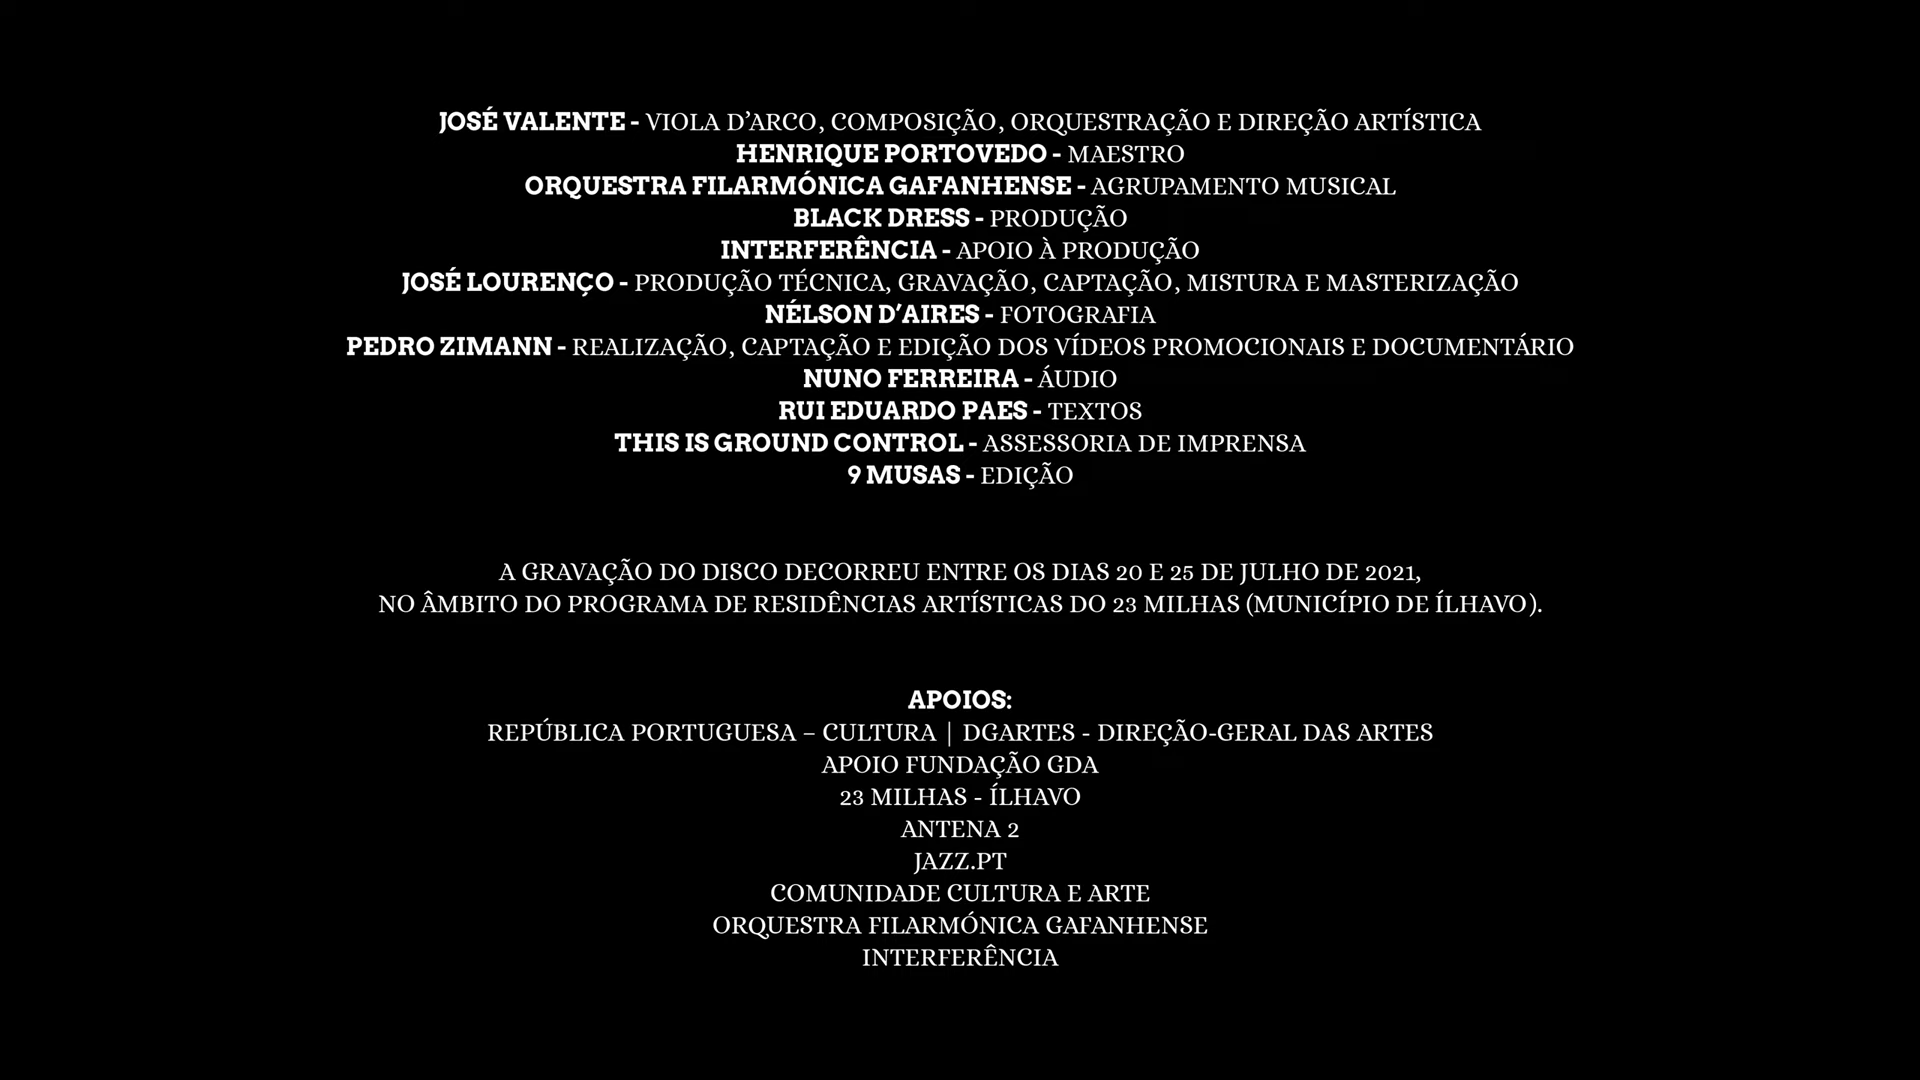 JOSÉ VALENTE - VIOLA D’ARCO, COMPOSIÇÃO, ORQUESTRAÇÃO E DIREÇÃO ARTÍSTICA
HENRIQUE PORTOVEDO - MAESTRO
ORQUESTRA FILARMÓNICA GAFANHENSE - AGRUPAMENTO MUSICAL
BLACK DRESS - PRODUÇÃO
INTERFERÊNCIA - APOIO À PRODUÇÃO
JOSÉ LOURENÇO - PRODUÇÃO TÉCNICA, GRAVAÇÃO, CAPTAÇÃO, MISTURA E MASTERIZAÇÃO
NÉLSON D’AIRES - FOTOGRAFIA
PEDRO ZIMANN - REALIZAÇÃO, CAPTAÇÃO E EDIÇÃO DOS VÍDEOS PROMOCIONAIS E DOCUMENTÁRIO
NUNO FERREIRA - ÁUDIO
RUI EDUARDO PAES - TEXTOS
THIS IS GROUND CONTROL - ASSESSORIA DE IMPRENSA
9 MUSAS - EDIÇÃO
A GRAVAÇÃO DO DISCO DECORREU ENTRE OS DIAS 20 E 25 DE JULHO DE 2021,
NO ÂMBITO DO PROGRAMA DE RESIDÊNCIAS ARTÍSTICAS DO 23 MILHAS (MUNICÍPIO DE ÍLHAVO).
APOIOS:
REPÚBLICA PORTUGUESA – CULTURA | DGARTES - DIREÇÃO-GERAL DAS ARTES
APOIO FUNDAÇÃO GDA
23 MILHAS - ÍLHAVO
ANTENA 2
JAZZ.PT
COMUNIDADE CULTURA E ARTE
ORQUESTRA FILARMÓNICA GAFANHENSE
INTERFERÊNCIA